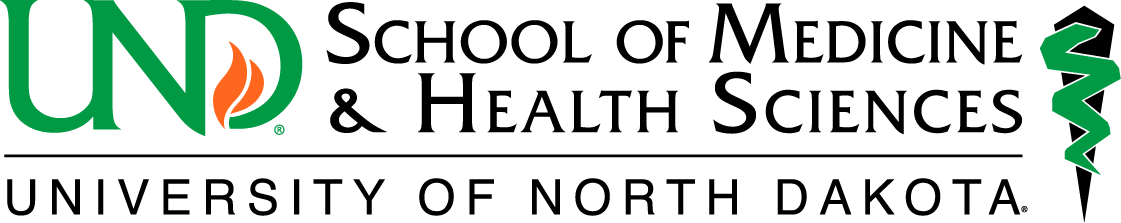 UND®
SCHOOL OF MEDICINE
& HEALTH SCIENCES
UNIVERSITY OF NORTH DAKOTA®